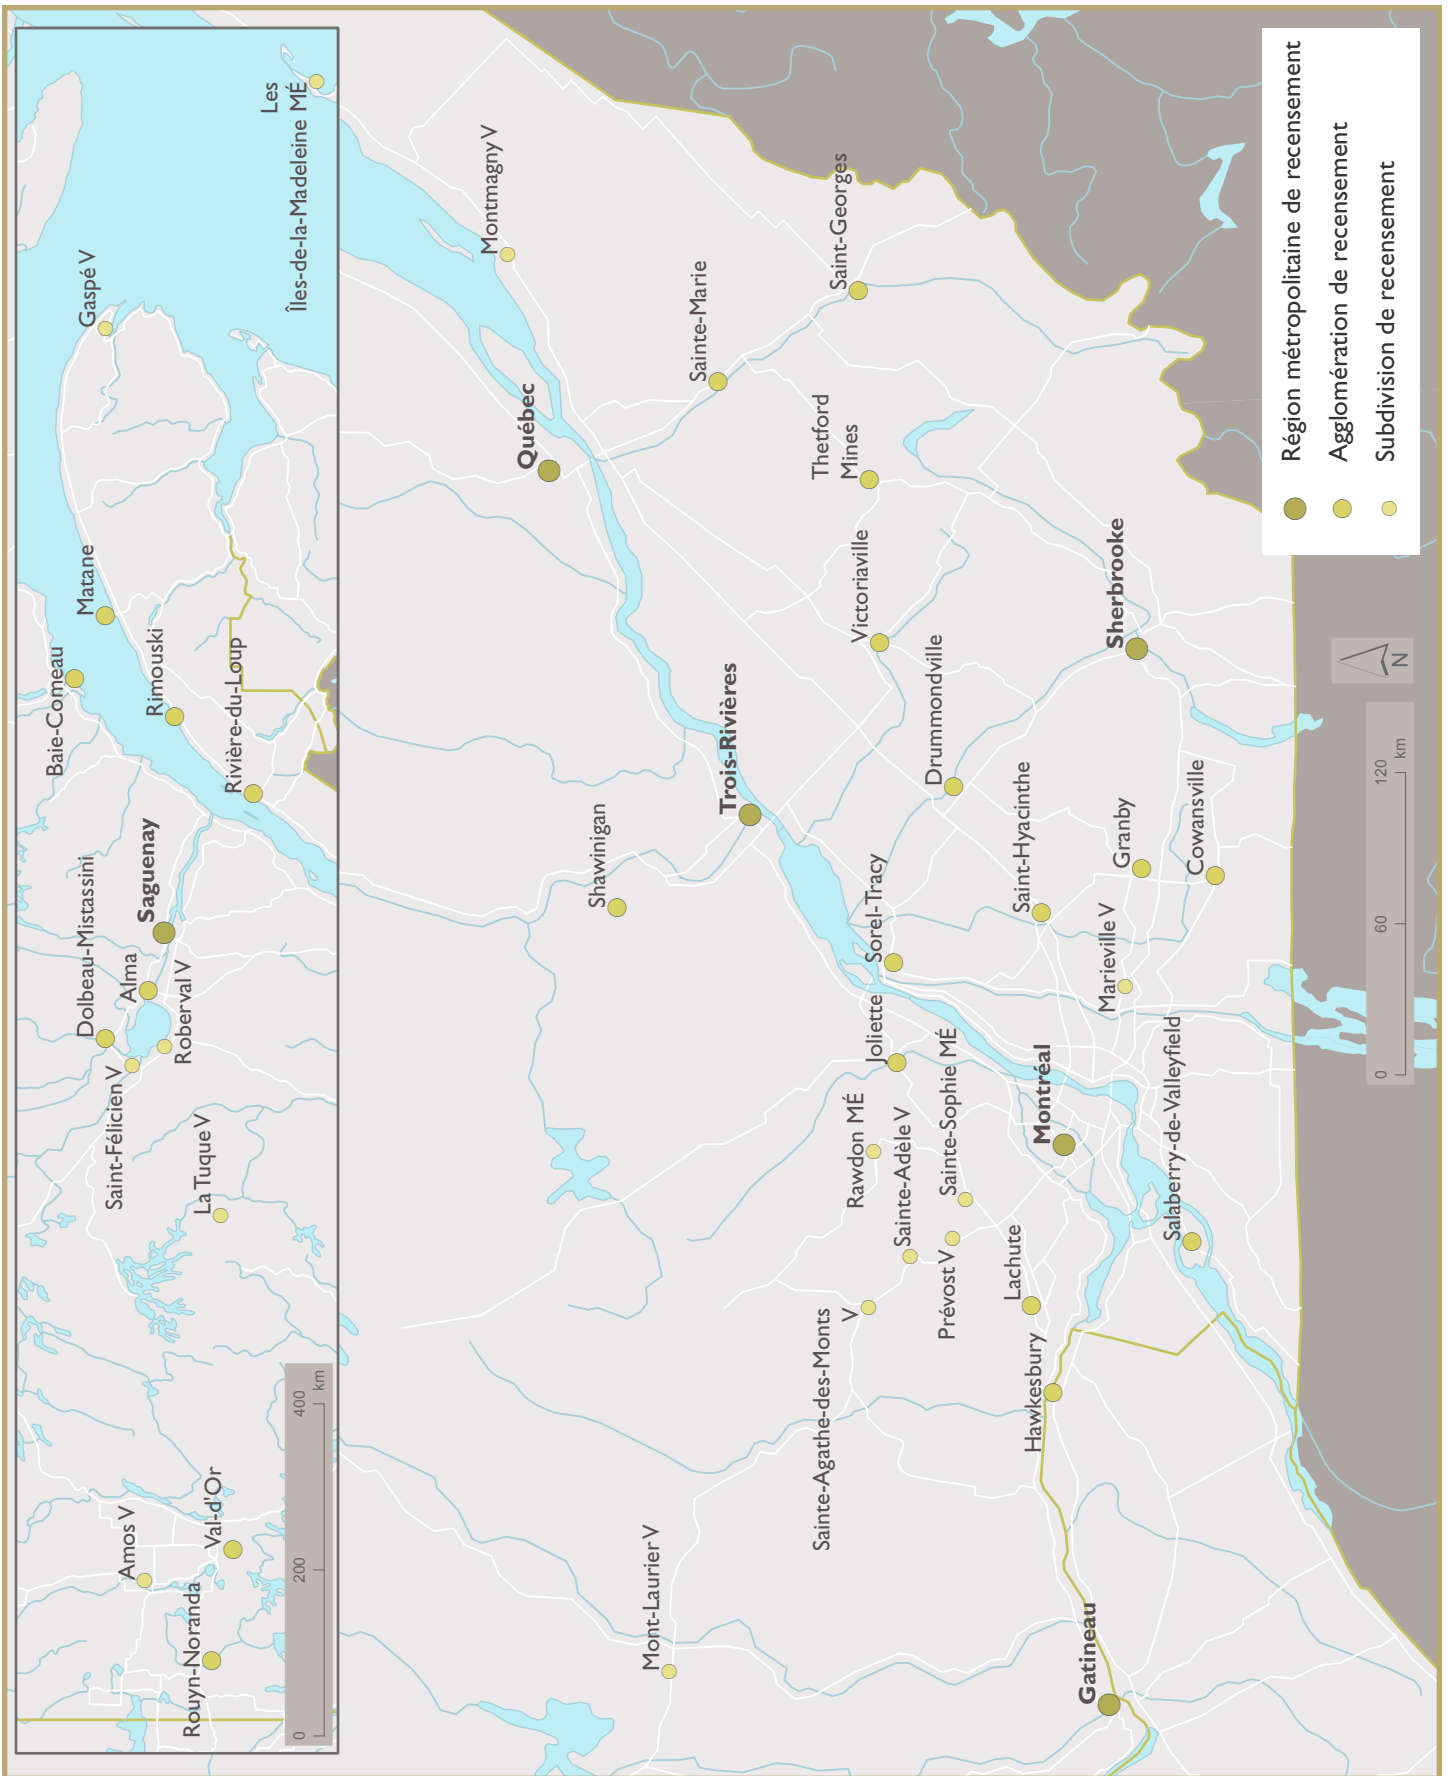 Les
Îles-de-la-Madeleine MÉ
Gaspé V
Matane
Baie-Comeau
Rimouski
Rivière-du-Loup
Saguenay
Dolbeau-Mistassini
Alma
Roberval V
Saint-Félicien V
La Tuque V
Amos V
Val-d'Or
Rouyn-Noranda
0
200
400
km
Montmagny V
Québec
Sainte-Marie
Saint-Georges
Thetford
Mines
Victoriaville
Sherbrooke
Drummondville
Trois-Rivières
Shawinigan
Saint-Hyacinthe
Granby
Cowansville
Sorel-Tracy
Marieville V
Joliette
Montréal
Sainte-Sophie MÉ
Rawdon MÉ
Sainte-Adèle V
Prévost V
Salaberry-de-Valleyfield
Lachute
Sainte-Agathe-des-Monts
V
Hawkesbury
Mont-Laurier V
Gatineau
Région métropolitaine de recensement
Agglomération de recensement
Subdivision de recensement
N
0
60
120
km